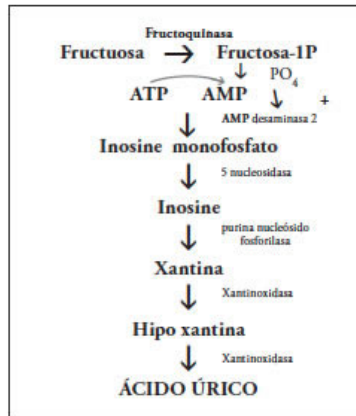 Fructoquinasa
Fructuosa → Fructosa-1P
↓ PO4
ATP AMP ↓ +
↓ AMP desaminasa 2
Inosine monofosfato
↓ 5 nucleosidasa
Inosine
↓ purina nucleósido
fosforilasa
Xantina
↓ Xantinoxidasa
Hipo xantina
↓ Xantinoxidasa
ÁCIDO ÚRICO